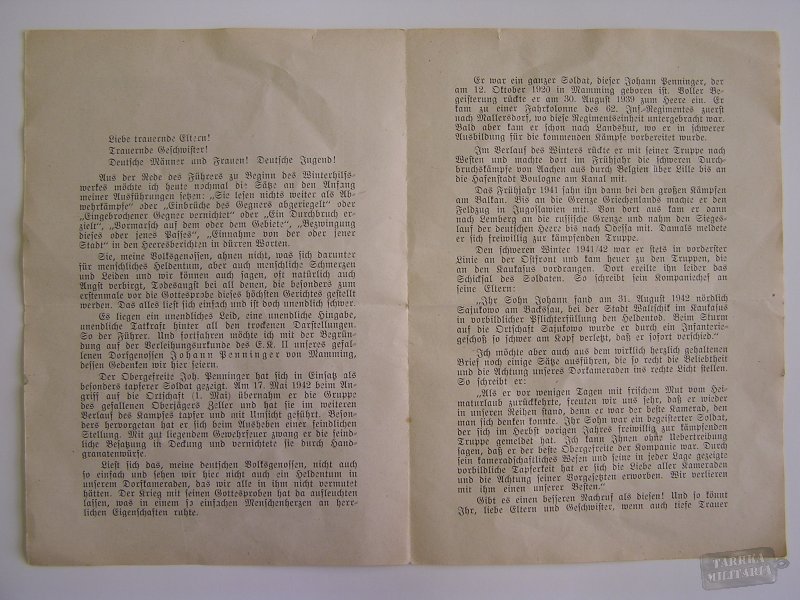 Liebe trauernde Eltern!
Trauernde Geschwister!
Deutsche Männer und Frauen! Deutsche Jugend!
Aus der Rede des Führers zu Beginn des Winterhilfs-
werkes möchte ich heute nochmal die Sätze an den Anfang
meiner Ausführungen setzen: „Sie lesen nichts weiter als Ab-
wehrkämpfe" oder „Einbrüche des Gegners abgeriegelt" oder
„Eingebrochener Gegner vernichtet" oder „Ein Durchbruch er-
zielt", „Vormarsch auf dem oder dem Gebiete", „Bezwingung
dieses oder jenes Passes", „Einnahme von der oder jener
Stadt" in den Heeresberichten in dürren Worten.
Sie, meine Volksgenossen, ahnen nicht, was sich darunter
für menschliches Heldentum, aber auch menschliche Schmerzen
und Leiden und wir können auch sagen, oft natürlich auch
Angst verbirgt, Todesangst bei all denen, die besonders zum
erstenmale vor die Gottesprobe dieses höchsten Gerichtes gestellt
werden. Das alles liest sich einfach und ist doch unendlich schwer.
Es liegen ein unendliches Leid, eine unendliche Hingabe,
unendliche Tatkraft hinter all den trockenen Darstellungen.
So der Führer. Und fortfahren möchte ich mit der Begrün-
dung auf der Verleihungsurkunde des E.K. II unseres gefal-
lenen Dorfgenossen Johann Penninger von Mamming,
dessen Gedenken wir hier feiern.
Der Obergefreite Joh. Penninger hat sich in Einsatz als
besonders tapferer Soldat gezeigt. Am 17. Mai 1942 beim An-
griff auf die Ortschaft (1. Mai) übernahm er die Gruppe
des gefallenen Oberjägers Zeller und hat sie im weiteren
Verlauf des Kampfes tapfer und mit Umsicht geführt. Beson-
ders hervorgetan hat er sich beim Ausheben einer feindlichen
Stellung. Mit gut liegendem Gewehrfeuer zwang er die feind-
liche Besatzung in Deckung und vernichtete sie durch Hand-
granatenwürfe.
Liest sich das, meine deutschen Volksgenossen, nicht auch
so einfach und sehen wir hier nicht auch ein Heldentum in
unserem Dorfkameraden, das wir alle in ihm nicht vermutet
hätten. Der Krieg mit seinen Gottesproben hat da aufleuchten
lassen, was in einem so einfachen Menschenherzen an herr-
lichen Eigenschaften ruhte.
Er war ein ganzer Soldat, dieser Johann Penninger, der
am 12. Oktober 1920 in Mamming geboren ist. Voller Be-
geisterung rückte er am 30. August 1939 zum Heere ein. Er
kam zu einer Fahrkolonne des 62. Inf.-Regimentes zuerst
nach Mallersdorf, wo diese Regimentseinheit untergebracht war.
Bald aber kam er schon nach Landshut, wo er in schwerer
Ausbildung für die kommenden Kämpfe vorbereitet wurde.
Im Verlauf des Winters rückte er mit seiner Truppe nach
Westen und machte dort im Frühjahr die schweren Durch-
bruchskämpfe von Aachen aus durch Belgien über Lille bis an
die Hafenstadt Boulogne am Kanal mit.
Das Frühjahr 1941 sah ihn dann bei den großen Kämpfen
am Balkan. Bis an die Grenze Griechenlands machte er den
Feldzug in Jugoslavien mit. Von dort aus kam er dann
nach Lemberg an die russische Grenze und nahm den Sieges-
lauf der deutschen Heere bis nach Odessa mit. Damals meldete
er sich freiwillig zur kämpfenden Truppe.
Den schweren Winter 1941/42 war er stets in vorderster
Linie an der Ostfront und kam heuer zu den Truppen, die
an den Kaukasus vordrangen. Dort ereilte ihn leider das
Schicksal des Soldaten. So schreibt sein Kompaniechef an
seine Eltern:
„Ihr Sohn Johann fand am 31. August 1942 nördlich
Sajukowo am Backsau, bei der Stadt Naltschik im Kaukasus
in vorbildlicher Pflichterfüllung den Heldentod. Beim Sturm
auf die Ortschaft Sajukowo wurde er durch ein Infanterie-
geschoß so schwer am Kopf verletzt, daß er sofort verschied."
Ich möchte aber auch aus dem wirklich herzlich gehaltenen
Brief noch einige Sätze ausführen, die so recht die Beliebtheit
und die Achtung unseres Dorfkameraden ins rechte Licht stellen.
So schreibt er:
„Als er vor wenigen Tagen mit frischem Mut vom Hei-
maturlaub zurückkehrte, freuten wir uns sehr, daß er wieder
in unseren Reihen stand, denn er war der beste Kamerad, den
man sich denken konnte. Ihr Sohn war ein begeisterter Soldat,
der sich im Herbst vorigen Jahres freiwillig zur kämpfenden
Truppe gemeldet hat. Ich kann Ihnen ohne Uebertreibung
sagen, daß er der beste Obergefreite der Kompanie war. Durch
sein kameradschaftliches Wesen und seine in jeder Lage gezeigte
vorbildliche Tapferkeit hat er sich die Liebe aller Kameraden
und die Achtung seiner Vorgesetzten erworben. Wir verlieren
mit ihm einen unserer Besten."
Gibt es einen besseren Nachruf als diesen! Und so könnt
Ihr, liebe Eltern und Geschwister, wenn auch tiefe Trauer
TARRKA
MILITARIA